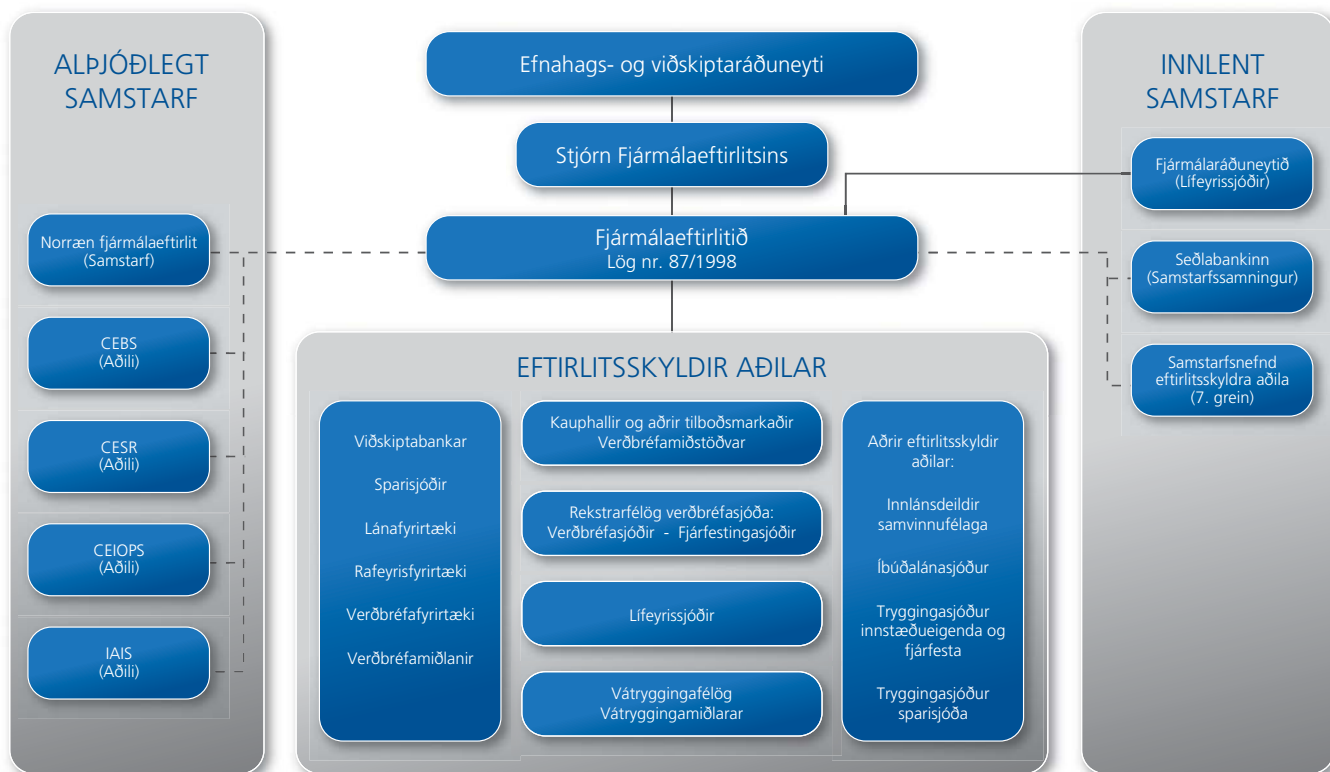 ALÞJÓÐLEGT
SAMSTARF
Norræn fjármálaeftirlit
(Samstarf)
CEBS
(Aðili)
CESR
(Aðili)
CEIOPS
(Aðili)
IAIS
(Aðili)
Efnahags- og viðskiptaráðuneyti
Stjórn Fjármálaeftirlitsins
Fjármálaeftirlitið
Lög nr. 87/1998
EFTIRLITSSKYLDIR AÐILAR
Viðskiptabankar
Sparisjóðir
Lánafyrirtæki
Rafeyrisfyrirtæki
Verðbréfafyrirtæki
Verðbréfamiðlanir
Kauphallir og aðrir tilboðsmarkaðir
Verðbréfamiðstöðvar
Rekstrarfélög verðbréfasjóða:
Verðbréfasjóðir - Fjárfestingasjóðir
Lífeyrissjóðir
Vátryggingafélög
Vátryggingamiðlarar
Aðrir eftirlitsskyldir
aðilar:
Innlánsdeildir
samvinnufélaga
Íbúðalánasjóður
Tryggingasjóður
innstæðueigenda og
fjárfesta
Tryggingasjóður
sparisjóða
INNLENT
SAMSTARF
Fjármálaráðuneytið
(Lífeyrissjóðir)
Seðlabankinn
(Samstarfssamningur)
Samstarfsnefnd
eftirlitsskyldra aðila
(7. grein)